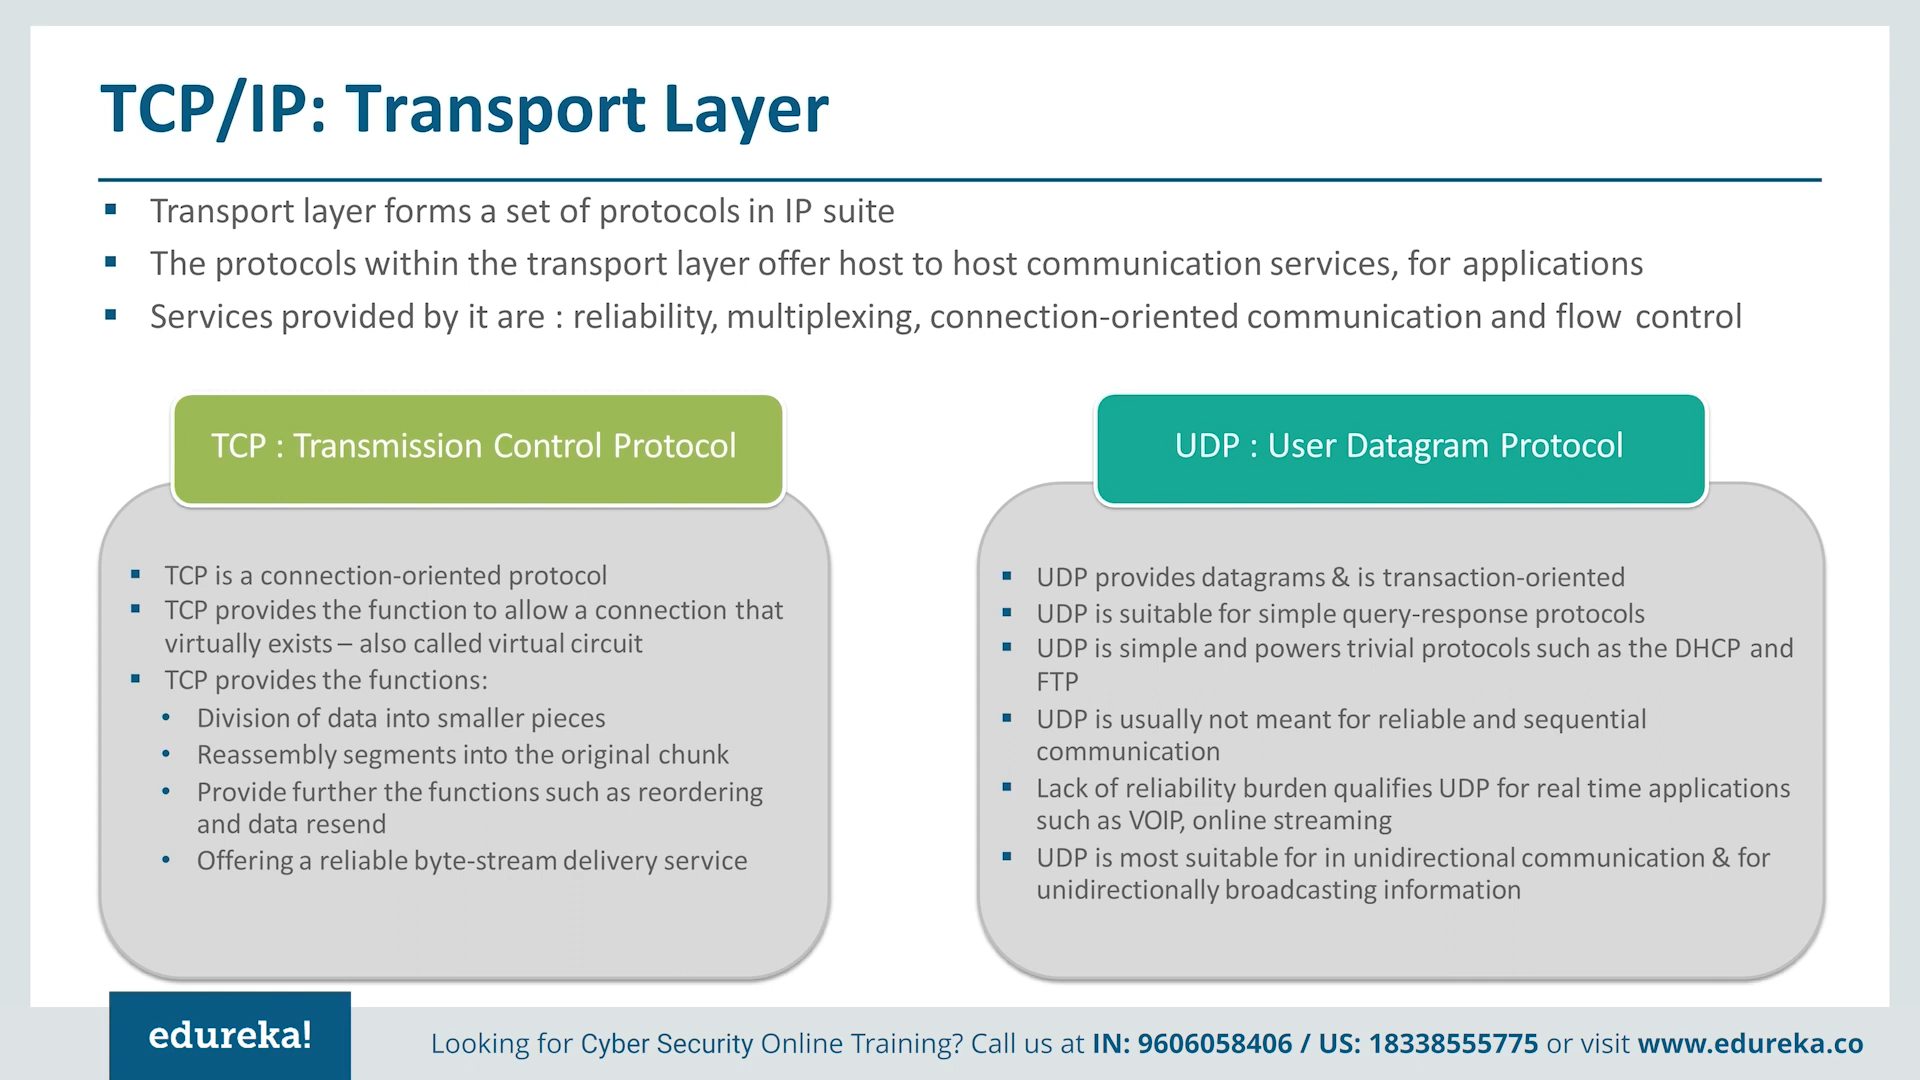 TCP/IP: Transport Layer
▪ Transport layer forms a set of protocols in IP suite
▪ The protocols within the transport layer offer host to host communication services, for applications
▪ Services provided by it are : reliability, multiplexing, connection-oriented communication and flow control
TCP : Transmission Control Protocol
▪ TCP is a connection-oriented protocol
▪ TCP provides the function to allow a connection that
virtually exists – also called virtual circuit
▪ TCP provides the functions:
• Division of data into smaller pieces
• Reassembly segments into the original chunk
• Provide further the functions such as reordering
and data resend
• Offering a reliable byte-stream delivery service
UDP : User Datagram Protocol
▪ UDP provides datagrams & is transaction-oriented
▪ UDP is suitable for simple query-response protocols
▪ UDP is simple and powers trivial protocols such as the DHCP and
FTP
▪ UDP is usually not meant for reliable and sequential
communication
▪ Lack of reliability burden qualifies UDP for real time applications
such as VOIP, online streaming
▪ UDP is most suitable for in unidirectional communication & for
unidirectionally broadcasting information
edureka!
Looking for Cyber Security Online Training? Call us at IN: 9606058406 / US: 18338555775 or visit www.edureka.co